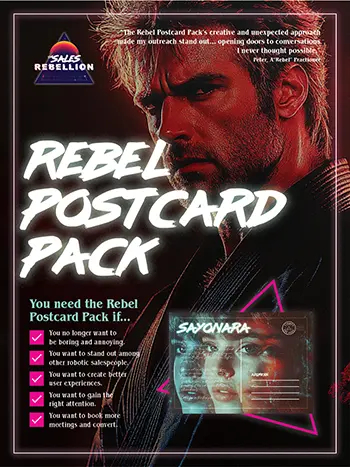 "The Rebel Postcard Pack's creative and unexpected approach
made my outreach stand out... opening doors to conversations
I never thought possible."
Peter, A "Rebel" Practioner
THE
SALES
REBELLION
REBEL
POSTCARD
PACK
You need the Rebel
Postcard Pack if...
You no longer want to
be boring and annoying.
You want to stand out among
other robotic salespeople.
You want to create better
user experiences.
You want to gain the
right attention.
You want to book more
meetings and convert.
SAYONARA